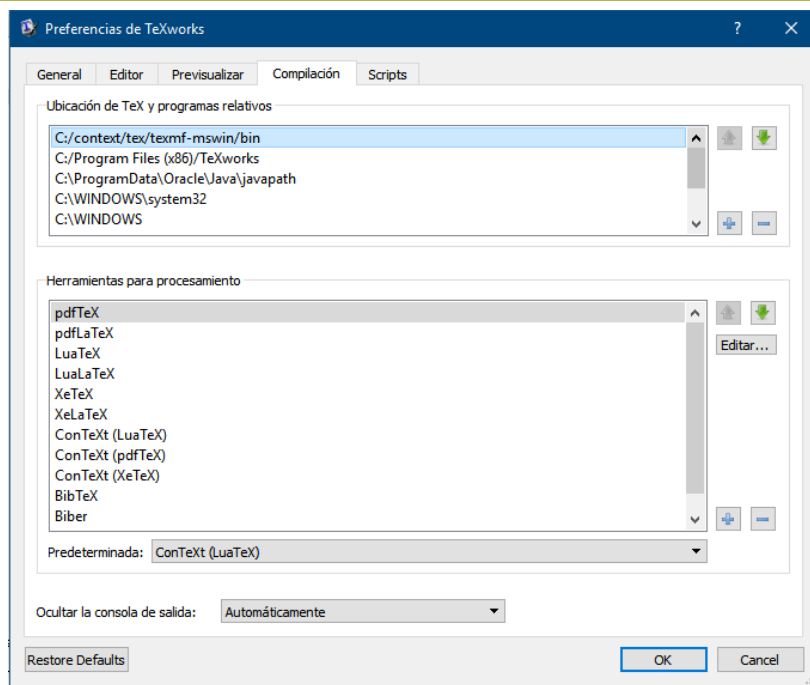 Preferencias de TeXworks
?
General Editor Previsualizar Compilación Scripts
Ubicación de TeX y programas relativos
C:/context/tex/texmf-mswin/bin
C:/Program Files (x86)/TeXworks
C:\ProgramData\Oracle\Java\javapath
C:\WINDOWS\system32
C:\WINDOWS
Herramientas para procesamiento
pdfTeX
pdfLaTeX
Editar...
LuaTeX
LuaLaTeX
XeTeX
XeLaTeX
ConTeXt (LuaTeX)
ConTeXt (pdfTeX)
ConTeXt (XeTeX)
BibTeX
Biber
Predeterminada: ConTeXt (LuaTeX)
Ocultar la consola de salida: Automáticamente
Restore Defaults OK Cancel